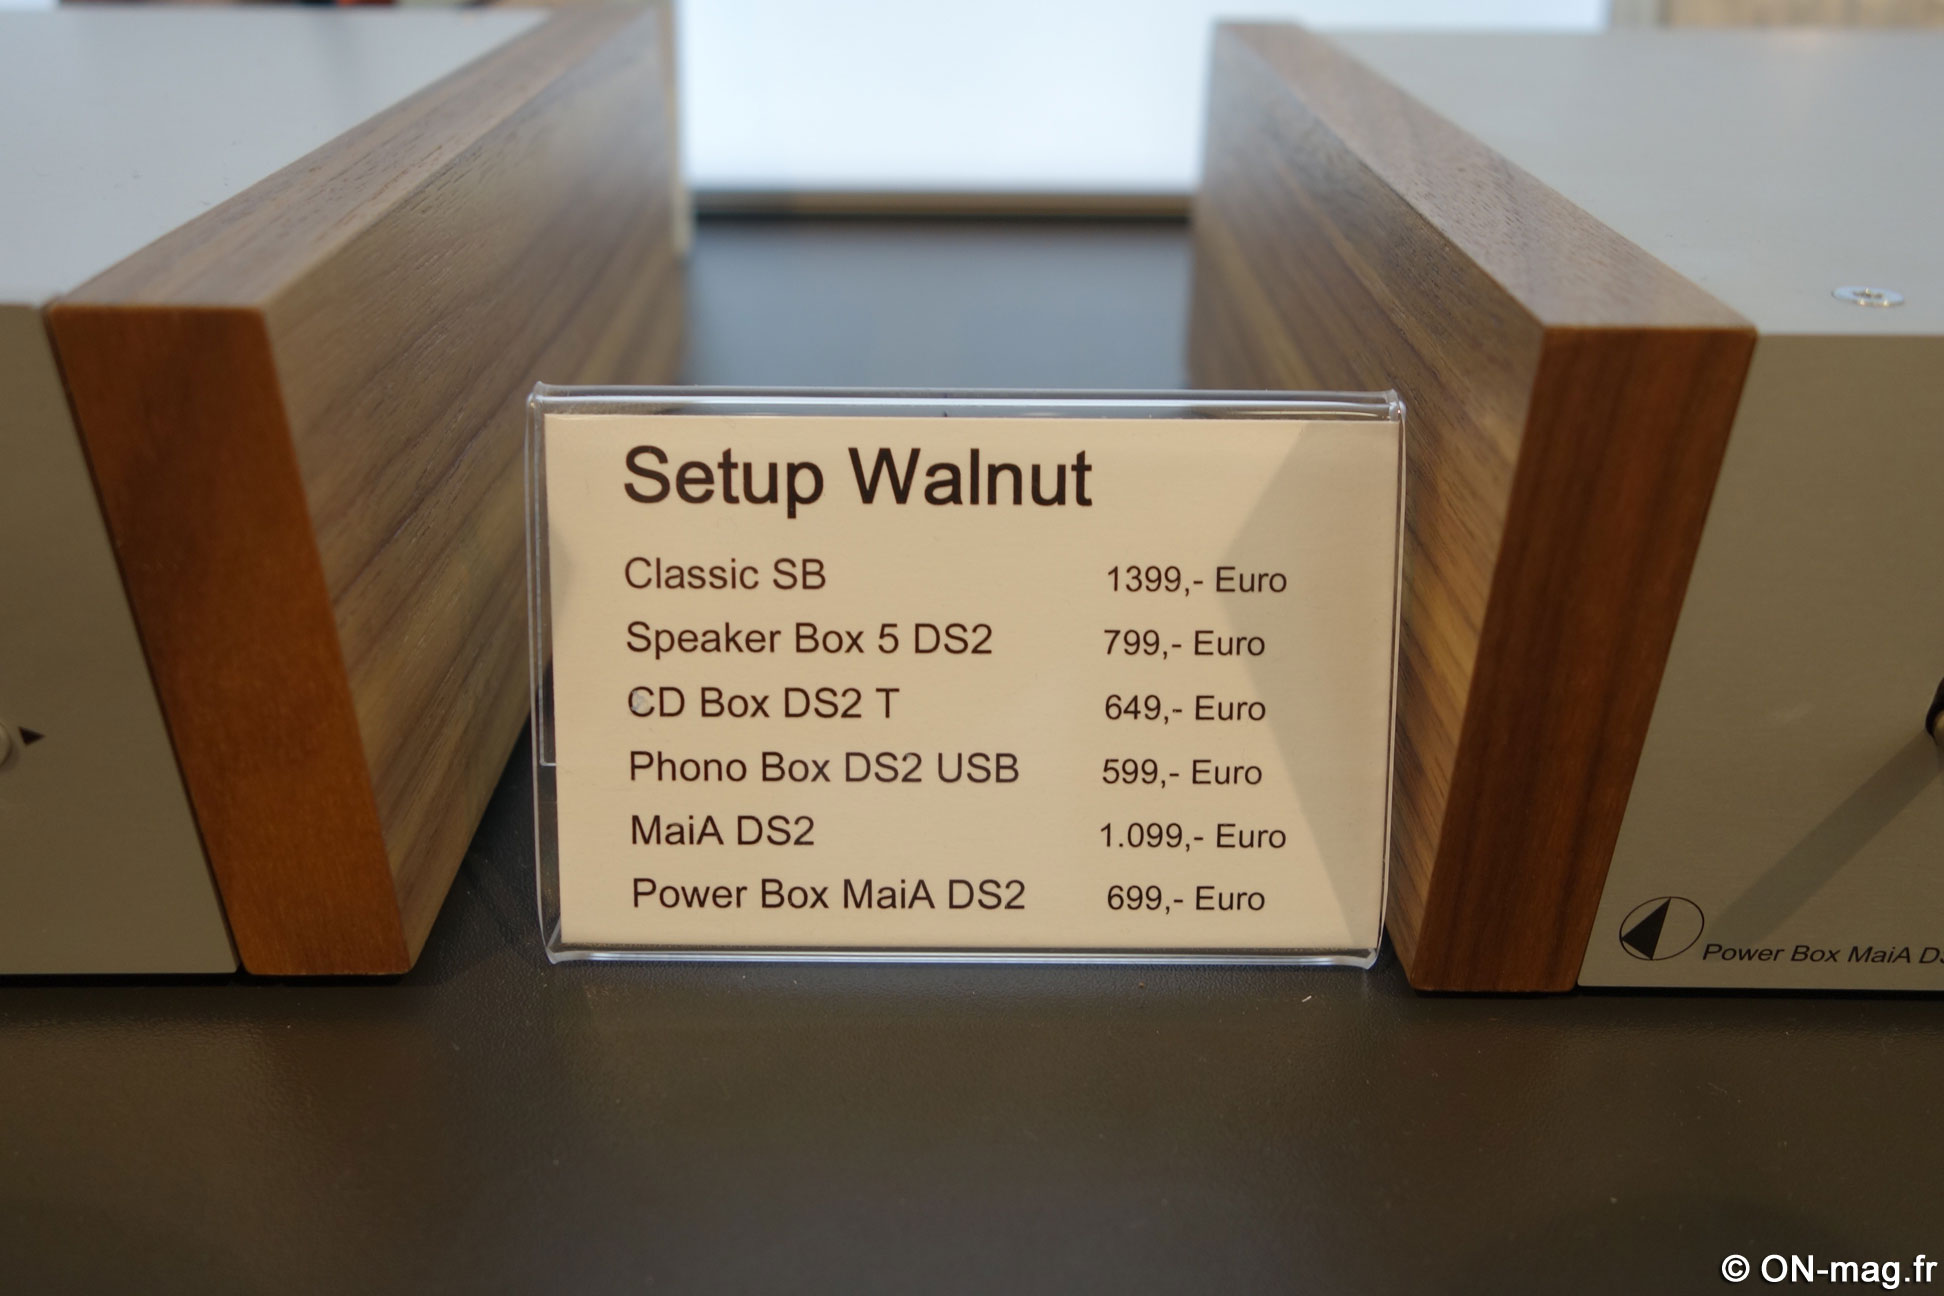 Setup Walnut
Classic SB 1399,- Euro
Speaker Box 5 DS2 799,- Euro
CD Box DS2 T 649,- Euro
Phono Box DS2 USB 599,- Euro
MaiA DS2 1.099,- Euro
Power Box MaiA DS2 699,- Euro
Power Box MaiA
© ON-mag.fr